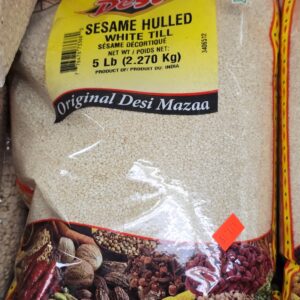 Desi
SESAME HULLED
WHITE TILL
SÉSAME DÉCORTIQUÉ
NET WT / POIDS NET:
5 Lb (2.270 Kg)
PRODUCT OF: PRODUIT DU: INDIA
Original Desi Mazaa